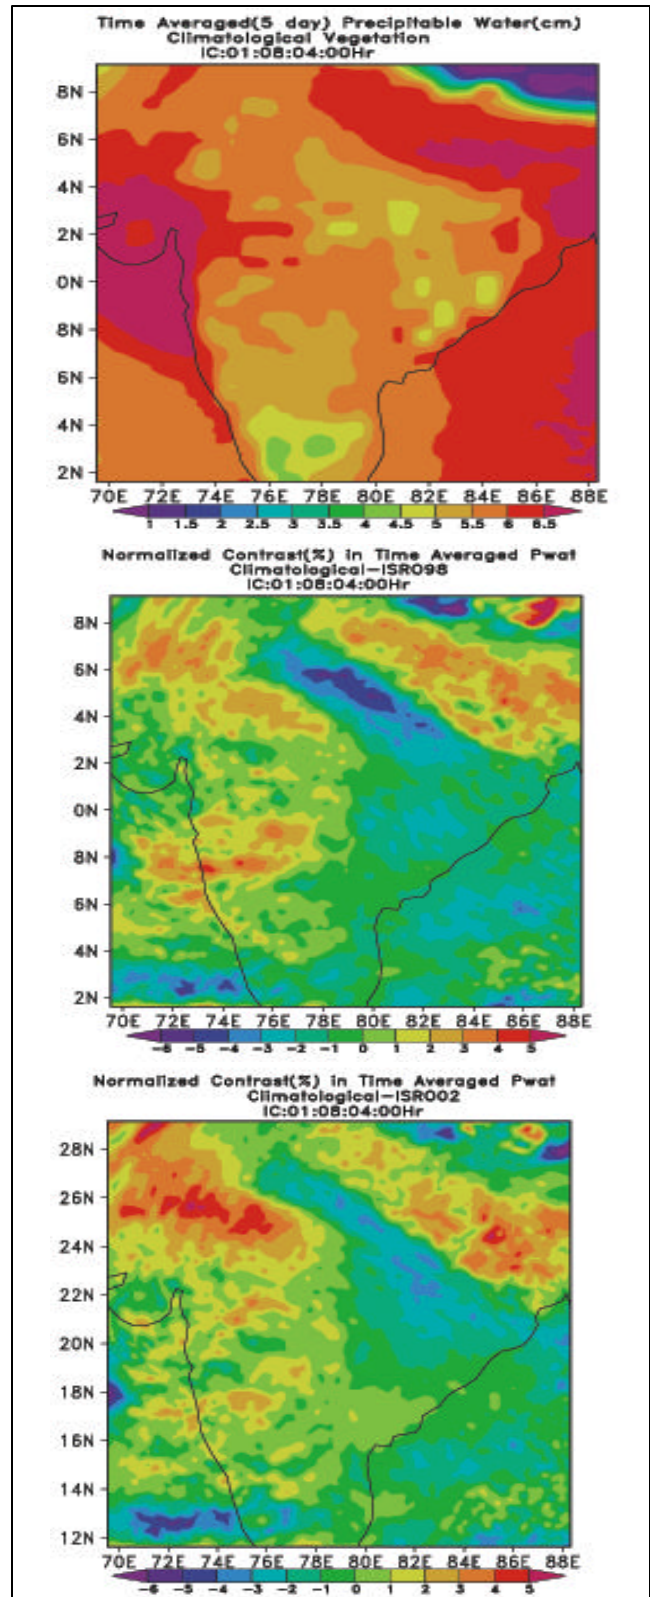 Time Averaged(5 day) Precipitable Water(cm)
Climatological Vegetation
IC:01:08:04:00Hr
8N
6N
4N
2N
0N
8N
6N
4N
2N
70E 72E 74E 76E 78E 80E 82E 84E 86E 88E
1 1.5 2 2.5 3 3.5 4 4.5 5 5.5 6 6.5
Normalized Contrast(%) in Time Averaged Pwat
Climatological-ISRO98
IC:01:08:04:00Hr
8N
6N
4N
2N
0N
8N
6N
4N
2N
70E 72E 74E 76E 78E 80E 82E 84E 86E 88E
-6 -5 -4 -3 -2 -1 0 1 2 3 4 5
Normalized Contrast(%) in Time Averaged Pwat
Climatological-ISRO02
IC:01:08:04:00Hr
28N
26N
24N
22N
20N
18N
16N
14N
12N
70E 72E 74E 76E 78E 80E 82E 84E 86E 88E
-6 -5 -4 -3 -2 -1 0 1 2 3 4 5